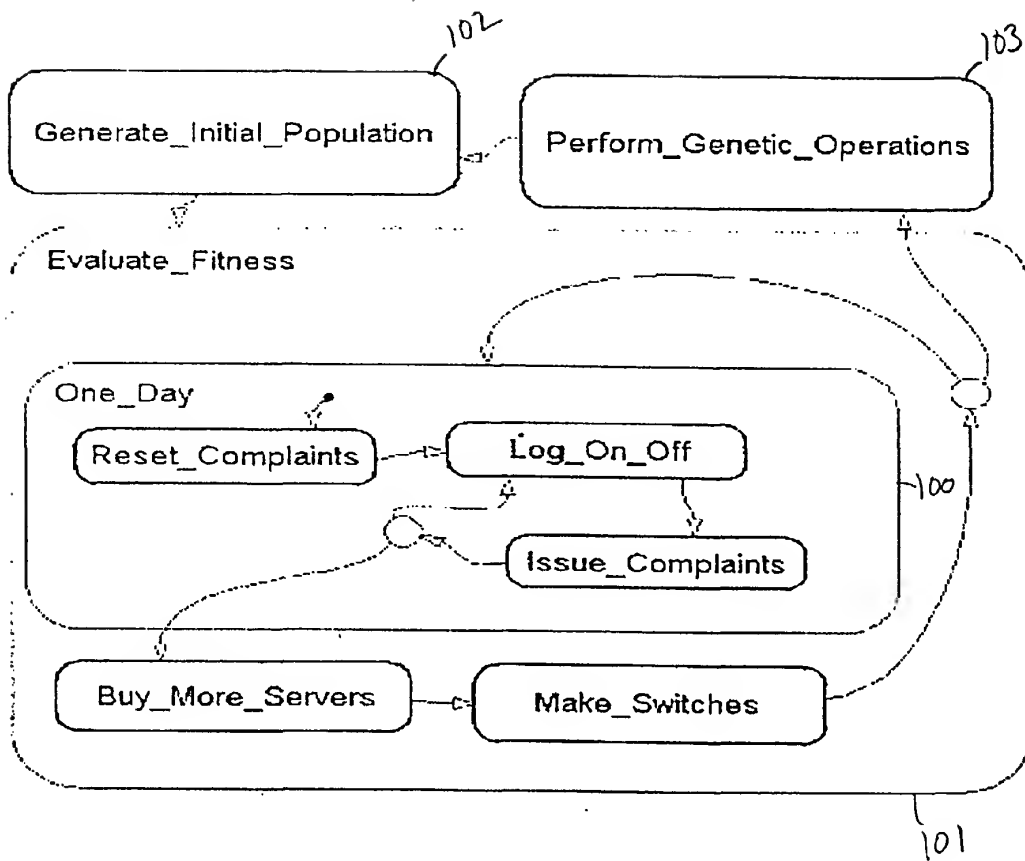 102
103
Generate_Initial_Population
Perform_Genetic_Operations
Evaluate_Fitness
One_Day
Reset_Complaints
Log_On_Off
100
Issue_Complaints
Buy_More_Servers
Make_Switches
101